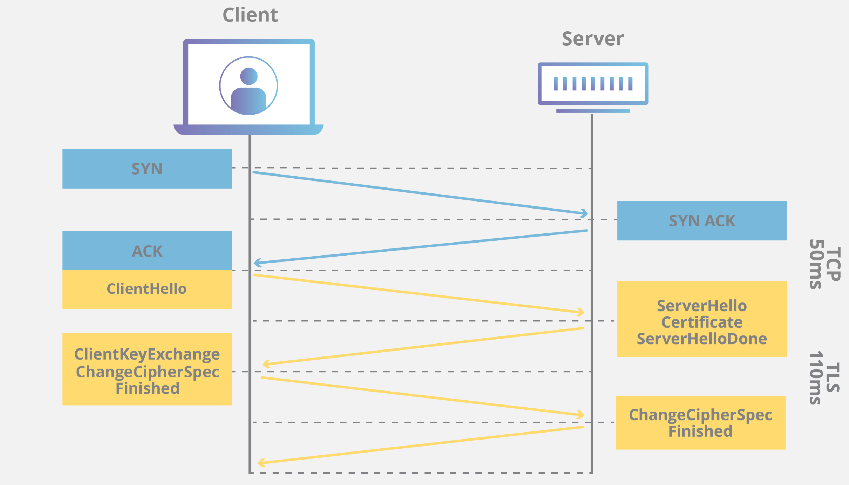 Client
Server
SYN
SYN ACK
ACK
ClientHello
ServerHello
Certificate
ServerHelloDone
ClientKeyExchange
ChangeCipherSpec
Finished
ChangeCipherSpec
Finished
TCP
50ms
TLS
110ms